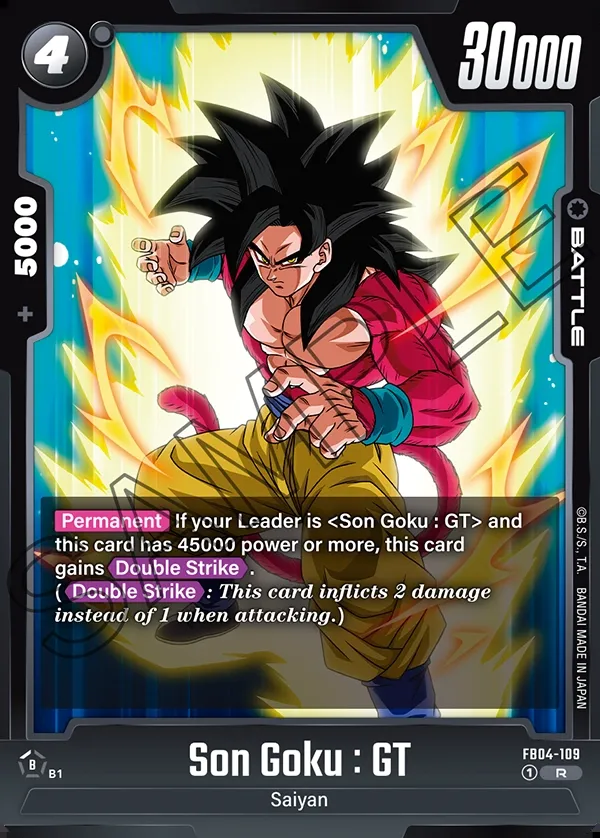 4
30000
+ 5000
BATTLE
SAMPLE
Permanent If your Leader is <Son Goku : GT> and
this card has 45000 power or more, this card
gains Double Strike .
( Double Strike : This card inflicts 2 damage
instead of 1 when attacking.)
©B.S./S., T.A. BANDAI MADE IN JAPAN
B
B1
Son Goku : GT
FB04-109
1 R
Saiyan